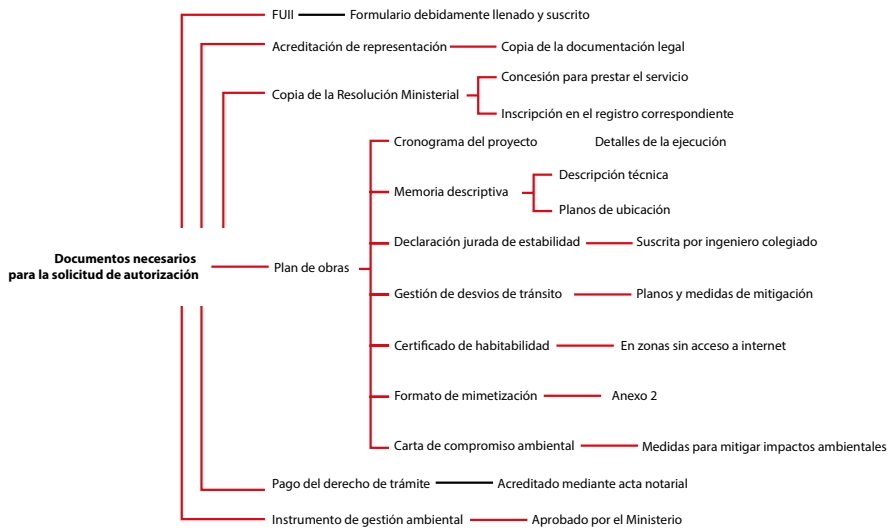 FUII
Formulario debidamente llenado y suscrito
Acreditación de representación
Copia de la documentación legal
Copia de la Resolución Ministerial
Concesión para prestar el servicio
Inscripción en el registro correspondiente
Documentos necesarios
para la solicitud de autorización
Plan de obras
Cronograma del proyecto
Detalles de la ejecución
Memoria descriptiva
Descripción técnica
Planos de ubicación
Declaración jurada de estabilidad
Suscrita por ingeniero colegiado
Gestión de desvios de tránsito
Planos y medidas de mitigación
Certificado de habitabilidad
En zonas sin acceso a internet
Formato de mimetización
Anexo 2
Carta de compromiso ambiental
Medidas para mitigar impactos ambientales
Pago del derecho de trámite
Acreditado mediante acta notarial
Instrumento de gestión ambiental
Aprobado por el Ministerio